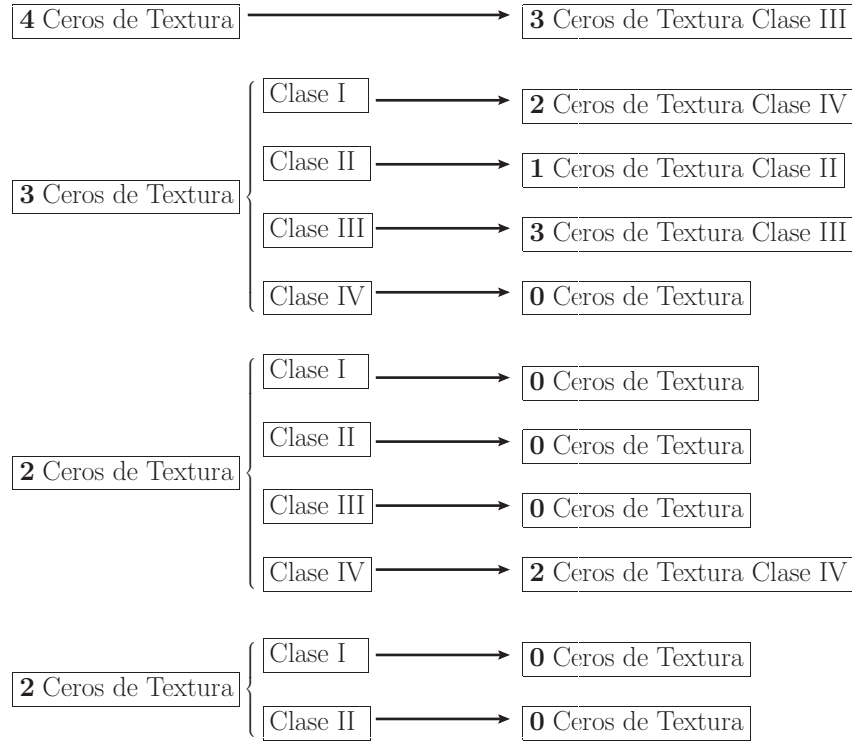 4 Ceros de Textura 3 Ceros de Textura Clase III
Clase I 2 Ceros de Textura Clase IV
Clase II 1 Ceros de Textura Clase II
3 Ceros de Textura
Clase III 3 Ceros de Textura Clase III
Clase IV 0 Ceros de Textura
Clase I 0 Ceros de Textura
Clase II 0 Ceros de Textura
2 Ceros de Textura
Clase III 0 Ceros de Textura
Clase IV 2 Ceros de Textura Clase IV
Clase I 0 Ceros de Textura
2 Ceros de Textura
Clase II 0 Ceros de Textura